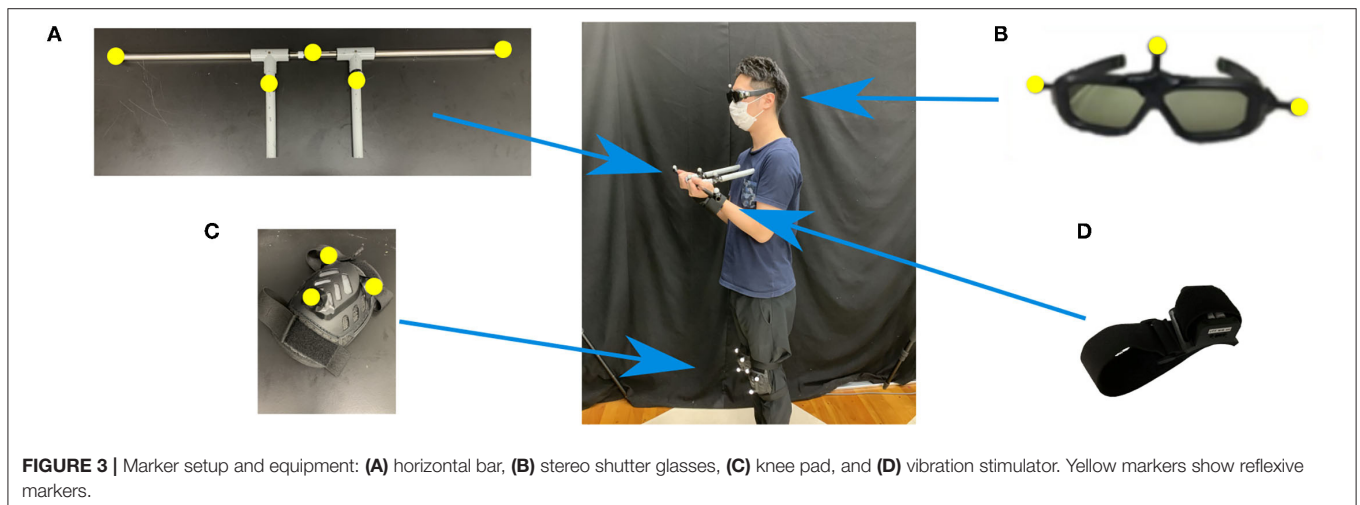 A
B
C
D
FIGURE 3 | Marker setup and equipment: (A) horizontal bar, (B) stereo shutter glasses, (C) knee pad, and (D) vibration stimulator. Yellow markers show reflexive
markers.